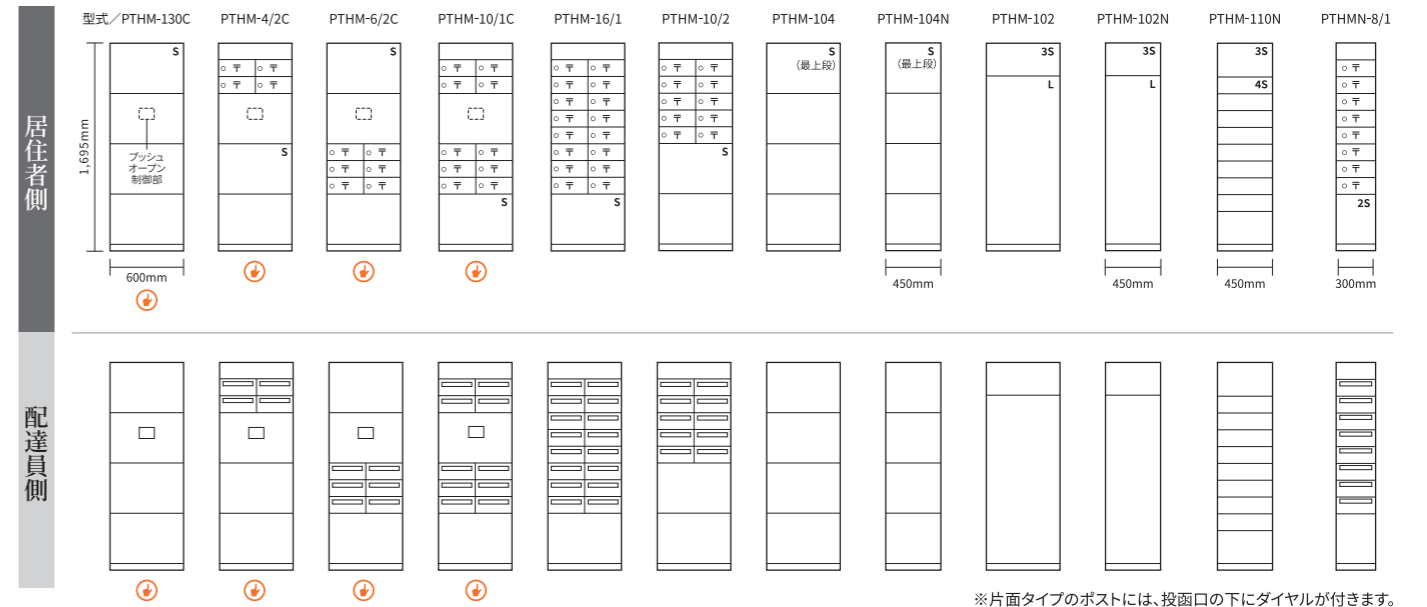 型式／PTHM-130C PTHM-4/2C PTHM-6/2C PTHM-10/1C PTHM-16/1 PTHM-10/2 PTHM-104 PTHM-104N PTHM-102 PTHM-102N PTHM-110N PTHMN-8/1
居住者側
1,695mm
S
プッシュ
オープン
制御部
600mm
〒 〒
〒 〒
S
S
〒 〒
〒 〒
〒 〒
〒 〒
〒 〒
〒 〒
〒 〒
〒 〒
S
〒 〒
〒 〒
〒 〒
〒 〒
〒 〒
〒 〒
〒 〒
〒 〒
S
〒 〒
〒 〒
〒 〒
〒 〒
〒 〒
S
S
（最上段）
S
（最上段）
450mm
3S
L
3S
L
450mm
3S
4S
450mm
〒
〒
〒
〒
〒
〒
〒
〒
2S
300mm
配達員側
※片面タイプのポストには、投函口の下にダイヤルが付きます。